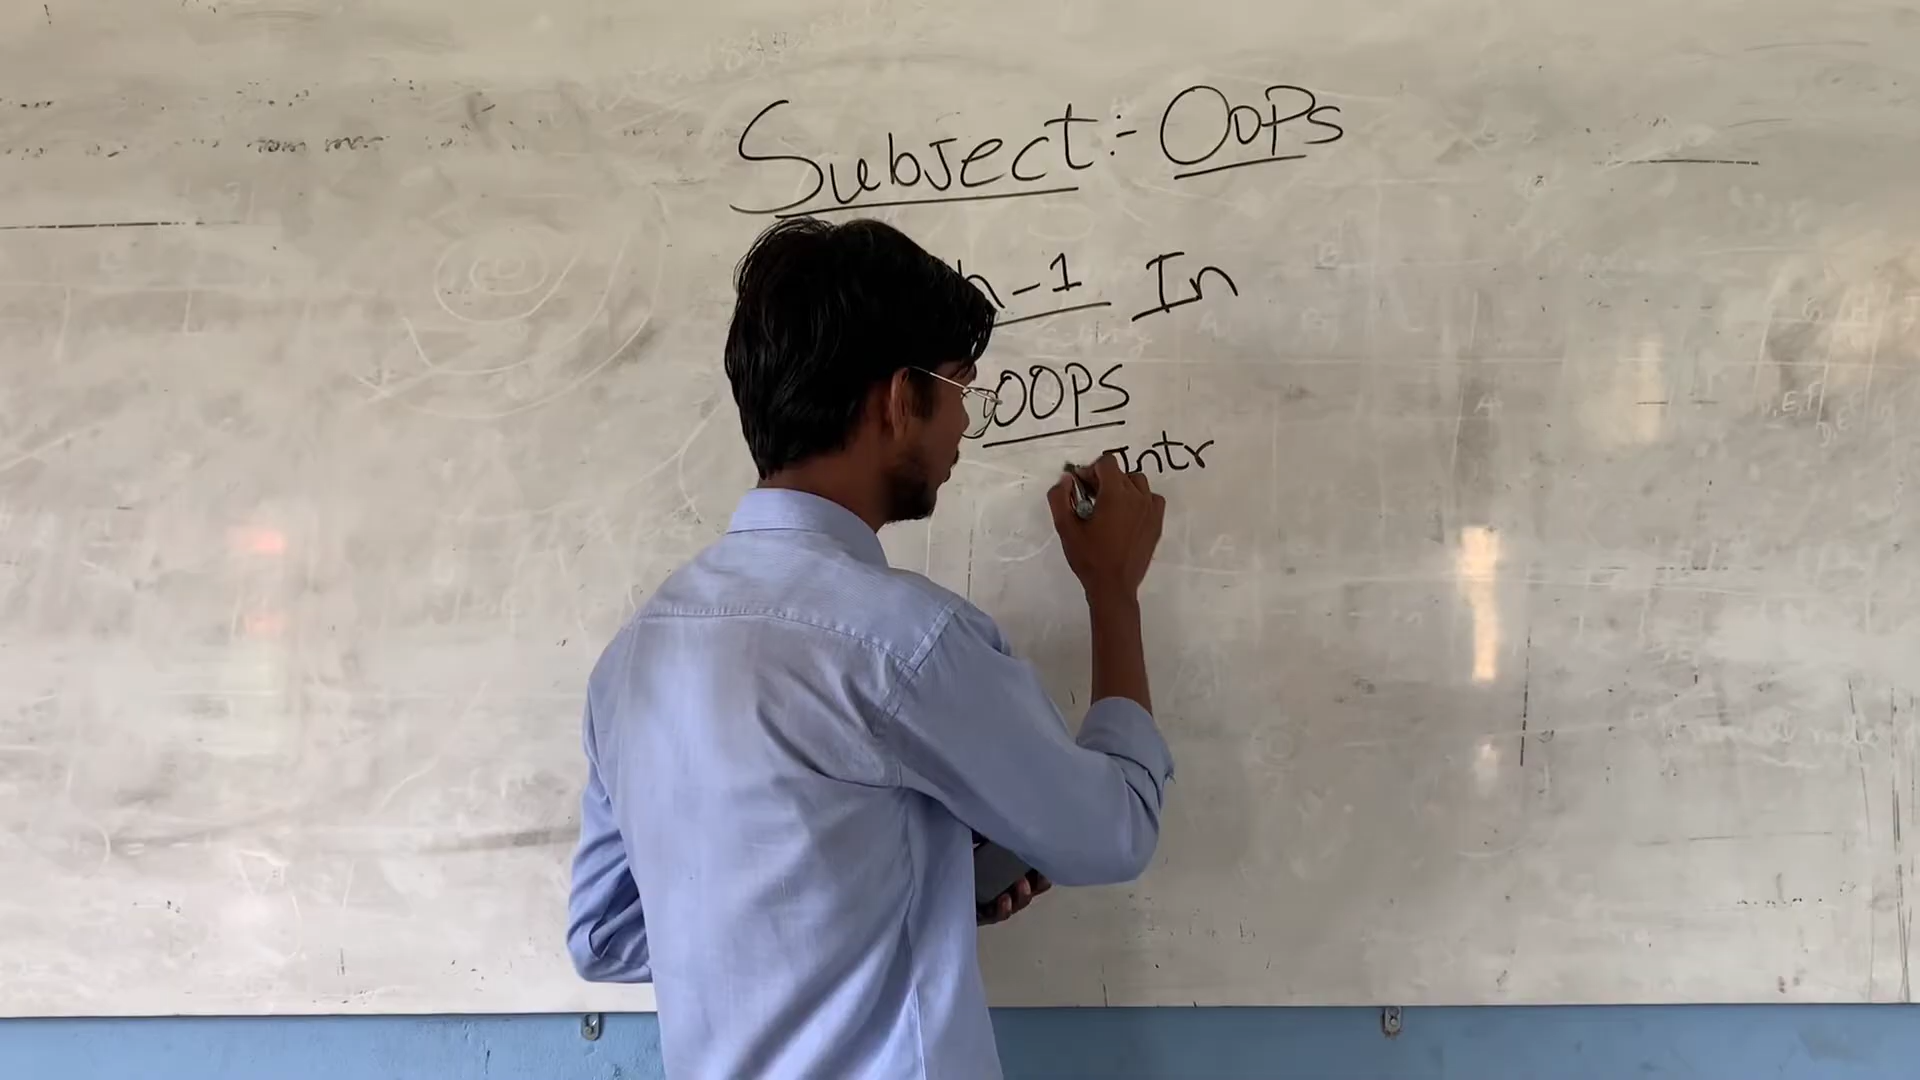 Subject :- OOPs
h-1 In
OOPS
Intr